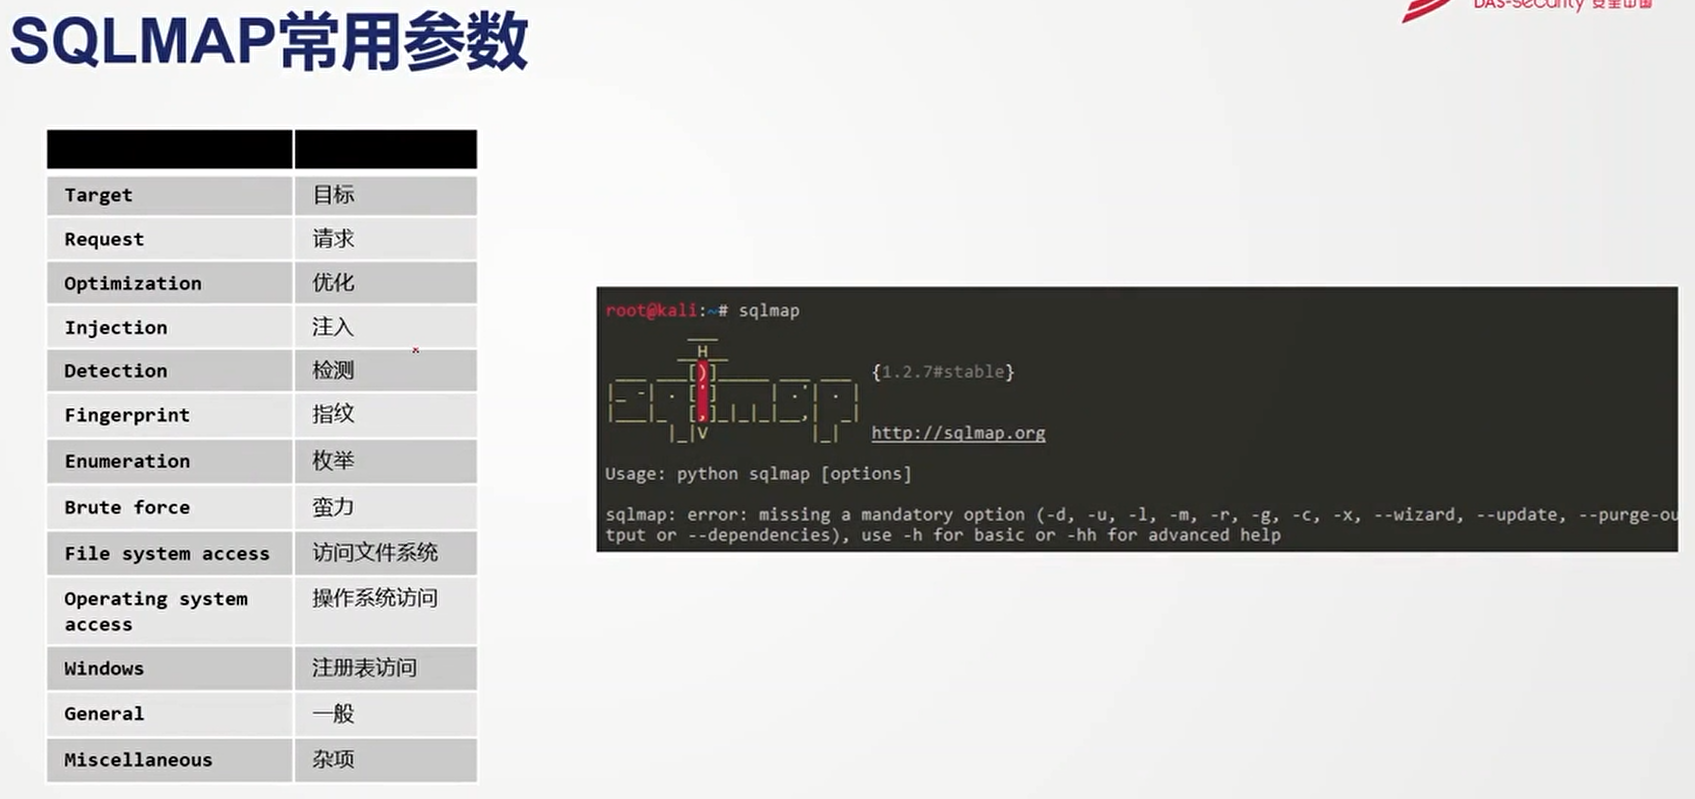 DAS-security 安全中国
SQLMAP常用参数
Target 目标
Request 请求
Optimization 优化
Injection 注入
Detection 检测
Fingerprint 指纹
Enumeration 枚举
Brute force 蛮力
File system access 访问文件系统
Operating system 操作系统访问
access
Windows 注册表访问
General 一般
Miscellaneous 杂项
root@kali:~# sqlmap
{1.2.7#stable}
http://sqlmap.org
Usage: python sqlmap [options]
sqlmap: error: missing a mandatory option (-d, -u, -l, -m, -r, -g, -c, -x, --wizard, --update, --purge-ou
tput or --dependencies), use -h for basic or -hh for advanced help